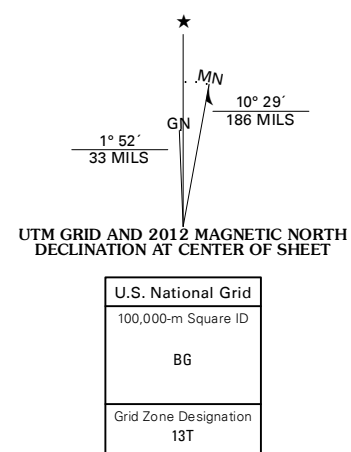 ★
MN
GN
10° 29´
186 MILS
1° 52´
33 MILS
UTM GRID AND 2012 MAGNETIC NORTH
DECLINATION AT CENTER OF SHEET
U.S. National Grid
100,000-m Square ID
BG
Grid Zone Designation
13T